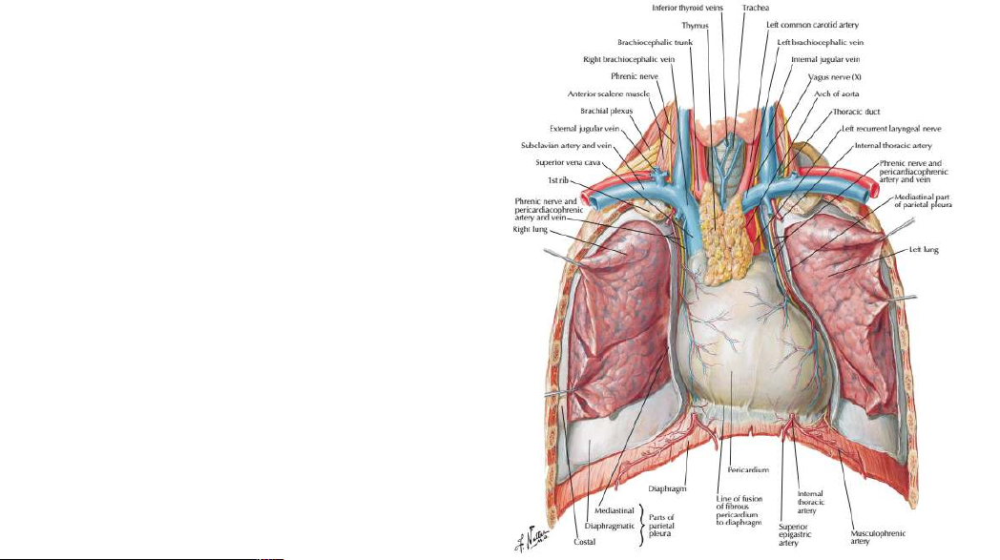 Inferior thyroid veins
Trachea
Thymus
Left common carotid artery
Brachiocephalic trunk
Left brachiocephalic vein
Right brachiocephalic vein
Internal jugular vein
Phrenic nerve
Vagus nerve (X)
Anterior scalene muscle
Arch of aorta
Brachial plexus
Thoracic duct
External jugular vein
Left recurrent laryngeal nerve
Subclavian artery and vein
Internal thoracic artery
Superior vena cava
Phrenic nerve and
pericardiacophrenic
artery and vein
1st rib
Mediastinal part
of parietal pleura
Phrenic nerve and
pericardiacophrenic
artery and vein
Right lung
Left lung
Pericardium
Diaphragm
Line of fusion
of fibrous
pericardium
to diaphragm
Internal
thoracic
artery
Mediastinal
Diaphragmatic
Costal
Parts of
parietal
pleura
Superior
epigastric
artery
Musculophrenic
artery
F. Netter
M.D.